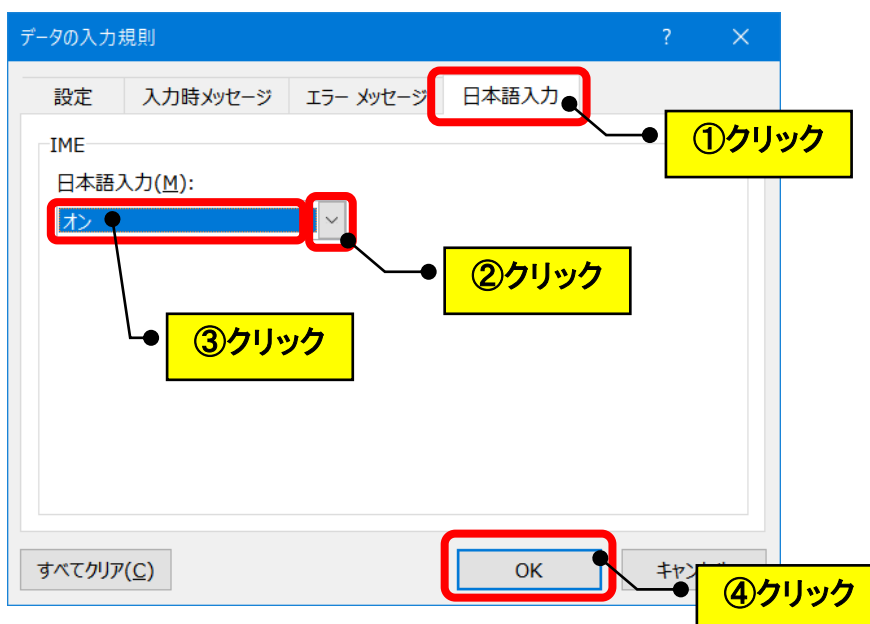 データの入力規則
? ×
設定 入力時メッセージ エラー メッセージ 日本語入力
①クリック
IME
日本語入力(M):
オン
②クリック
③クリック
すべてクリア(C) OK
④クリック